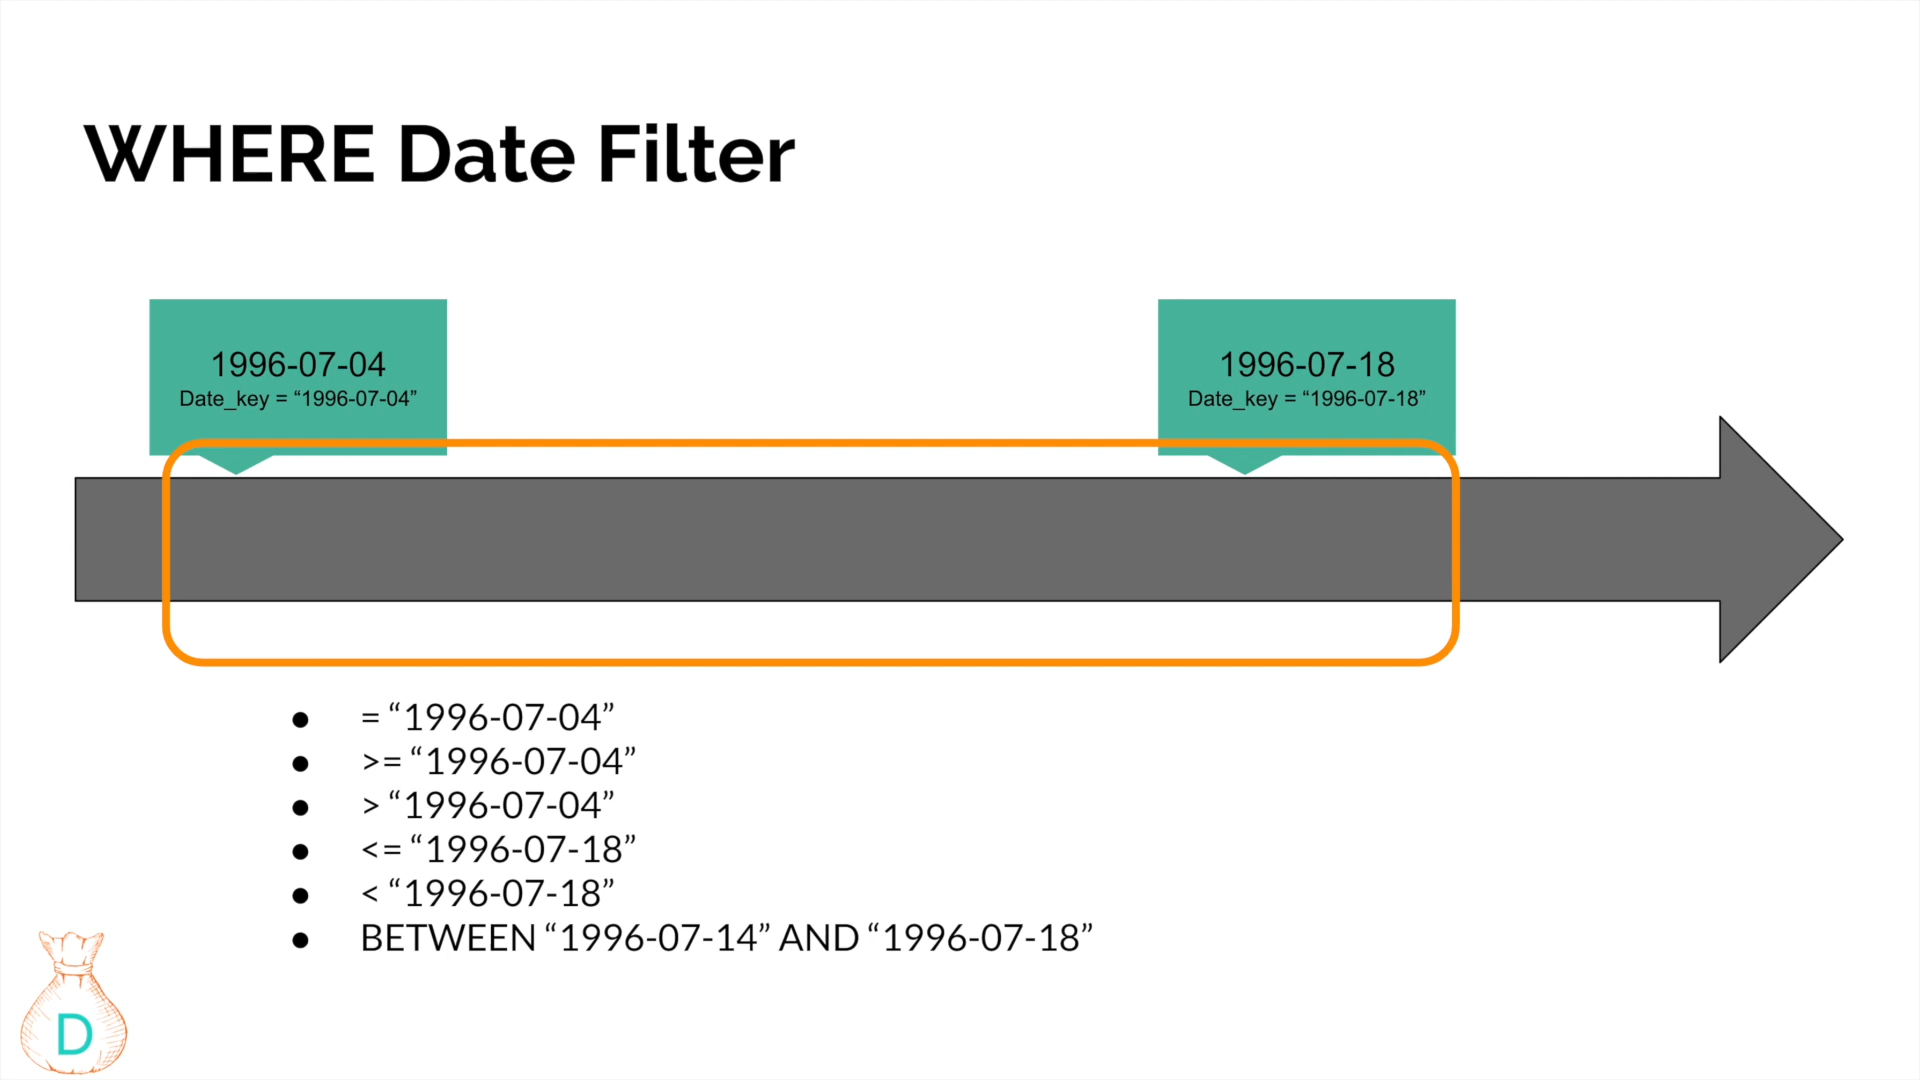 WHERE Date Filter
1996-07-04
Date_key = “1996-07-04”
1996-07-18
Date_key = “1996-07-18”
● = “1996-07-04”
● >= “1996-07-04”
● > “1996-07-04”
● <= “1996-07-18”
● < “1996-07-18”
● BETWEEN “1996-07-14” AND “1996-07-18”
D